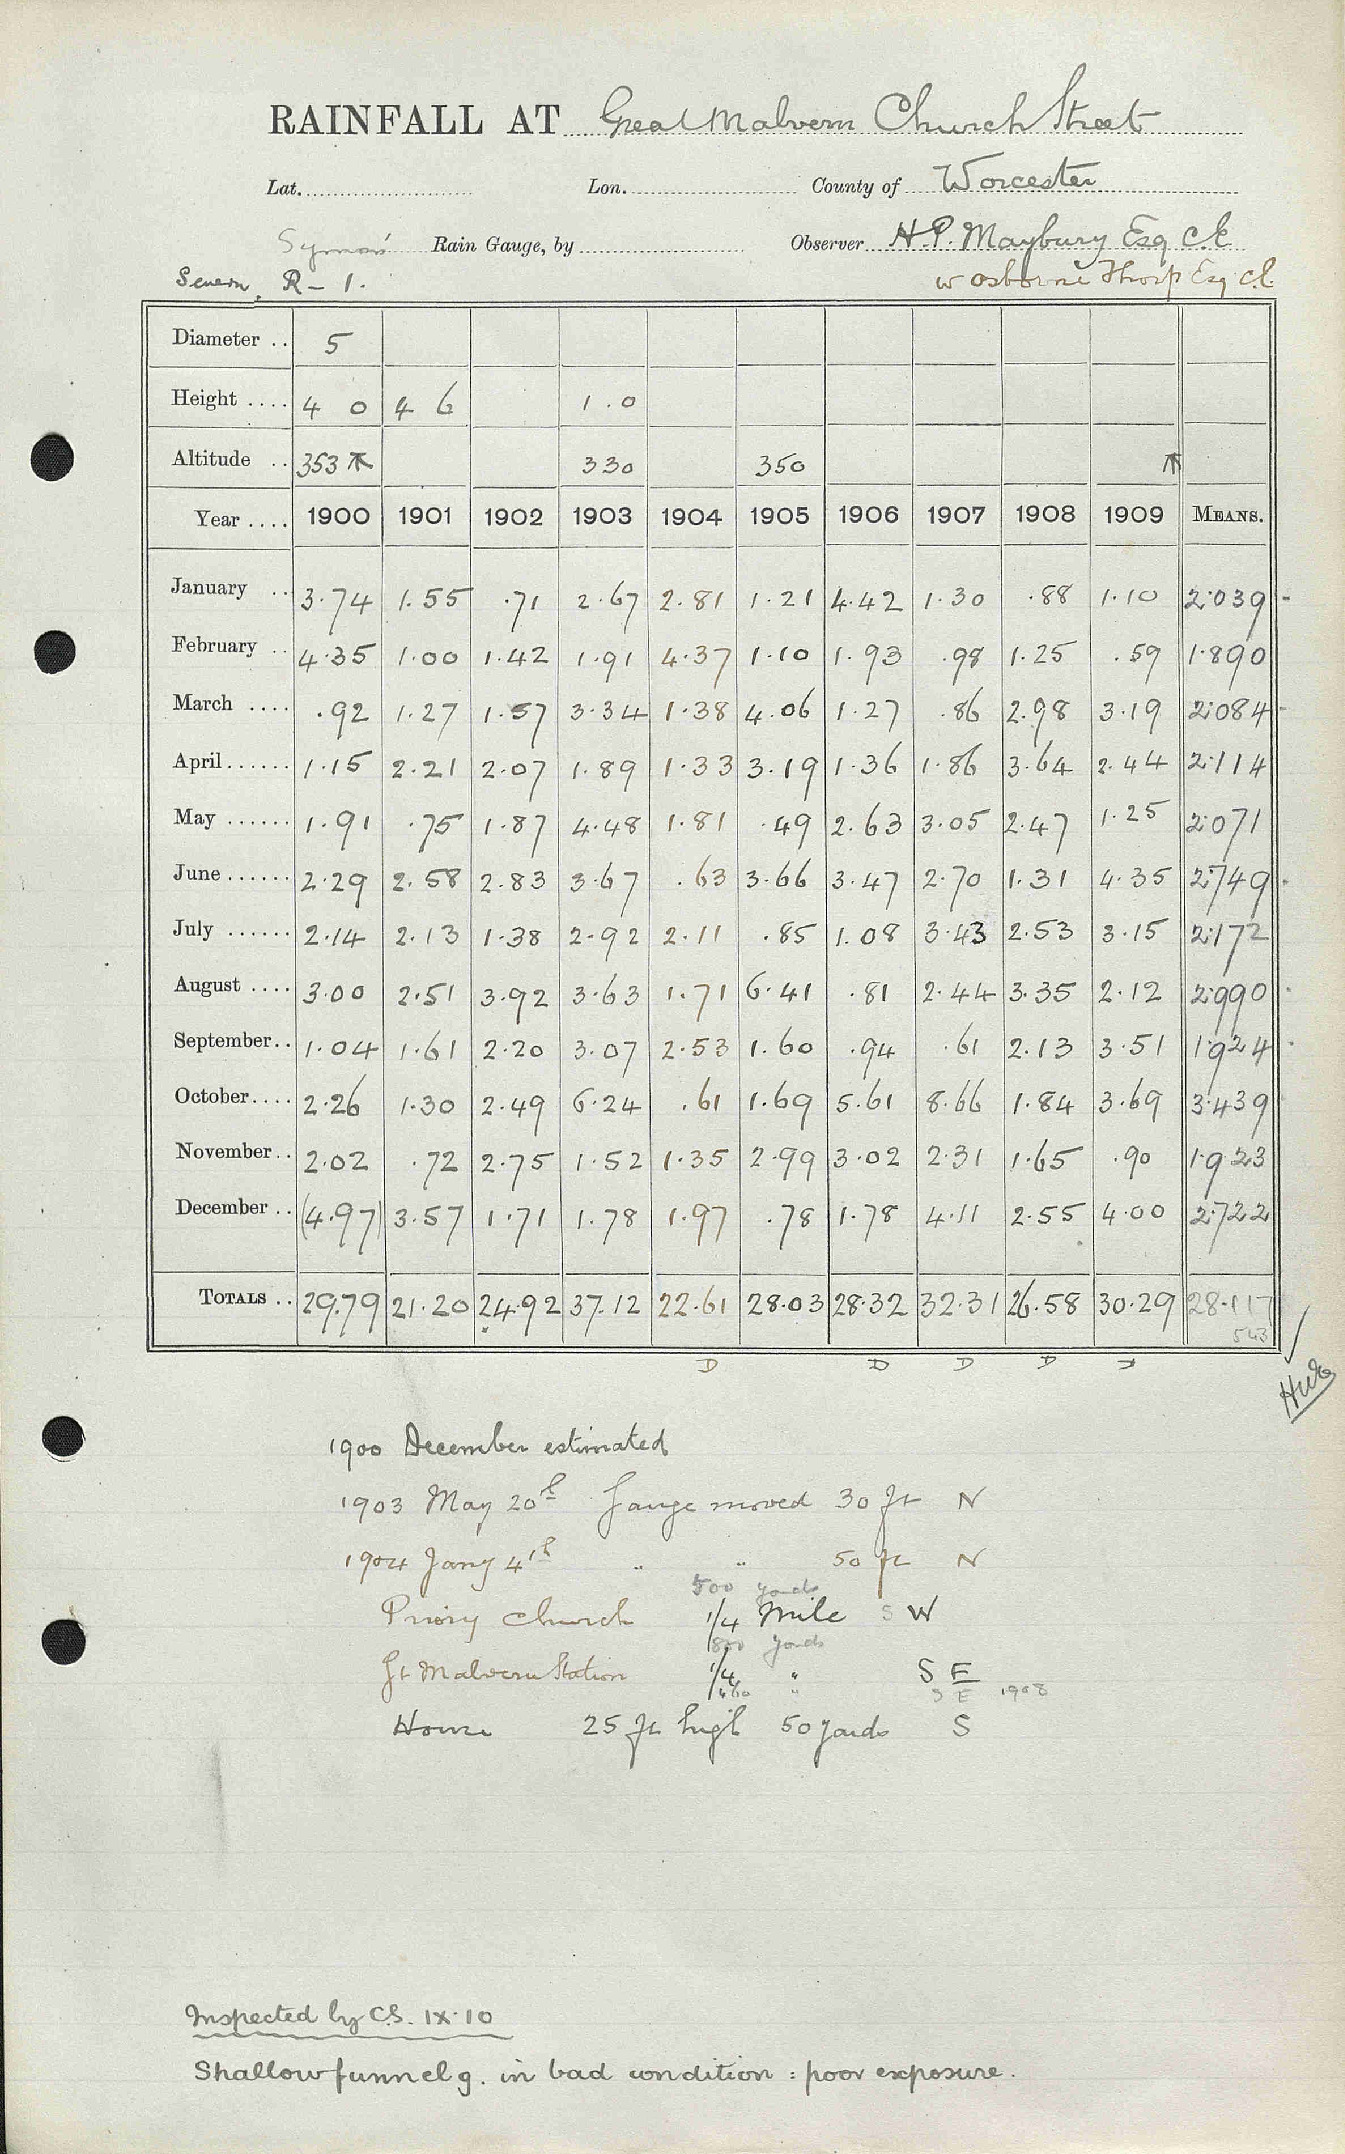 RAINFALL AT Great Malvern Church Street
Lat. Lon. County of Worcester
Symons Rain Gauge, by Observer H.P. Maybury Esq C.E
Severn, R - 1. W Osborne Thorp Esq C.E.
Diameter .. 5
Height .... 4 0 4 6 1.0
Altitude .. 353 330 350
Year .... 1900 1901 1902 1903 1904 1905 1906 1907 1908 1909 MEANS.
January .. 3.74 1.55 .71 2.67 2.81 1.21 4.42 1.30 .88 1.10 2.039
February .. 4.35 1.00 1.42 1.91 4.37 1.10 1.93 .98 1.25 .59 1.890
March .... .92 1.27 1.57 3.34 1.38 4.06 1.27 .86 2.98 3.19 2.084
April ...... 1.15 2.21 2.07 1.89 1.33 3.19 1.36 1.86 3.64 2.44 2.114
May ...... 1.91 .75 1.87 4.48 1.81 .49 2.63 3.05 2.47 1.25 2.071
June ...... 2.29 2.58 2.83 3.67 .63 3.66 3.47 2.70 1.31 4.35 2.749
July ...... 2.14 2.13 1.38 2.92 2.11 .85 1.08 3.43 2.53 3.15 2.172
August .... 3.00 2.51 3.92 3.63 1.71 6.41 .81 2.44 3.35 2.12 2.990
September .. 1.04 1.61 2.20 3.07 2.53 1.60 .94 .61 2.13 3.51 1.924
October .... 2.26 1.30 2.49 6.24 .61 1.69 5.61 8.66 1.84 3.69 3.439
November .. 2.02 .72 2.75 1.52 1.35 2.99 3.02 2.31 1.65 .90 1.923
December .. (4.97) 3.57 1.71 1.78 1.97 .78 1.78 4.11 2.55 4.00 2.722
TOTALS .. 29.79 21.20 24.92 37.12 22.61 28.03 28.32 32.31 26.58 30.29 28.117
543
D D D D
1900 December estimated
1903 May 20th Gauge moved 30 ft N
1904 Jany 4th " " 50 ft N
500 yards
Priory Church 1/4 Mile S W
800 yards
Gt Malvern Station 1/4 " S E
" S E 1908
House 25 ft high 50 yards S
Inspected by C.S. IX.10
Shallow funnel g. in bad condition : poor exposure.